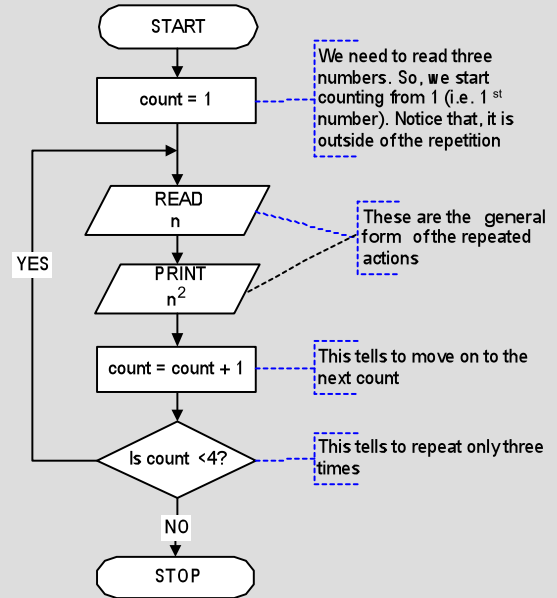 START
We need to read three
numbers. So, we start
counting from 1 (i.e. 1 st
number). Notice that, it is
outside of the repetition
count = 1
READ
n
These are the general
form of the repeated
actions
YES
PRINT
n²
count = count + 1
This tells to move on to the
next count
Is count <4?
This tells to repeat only three
times
NO
STOP